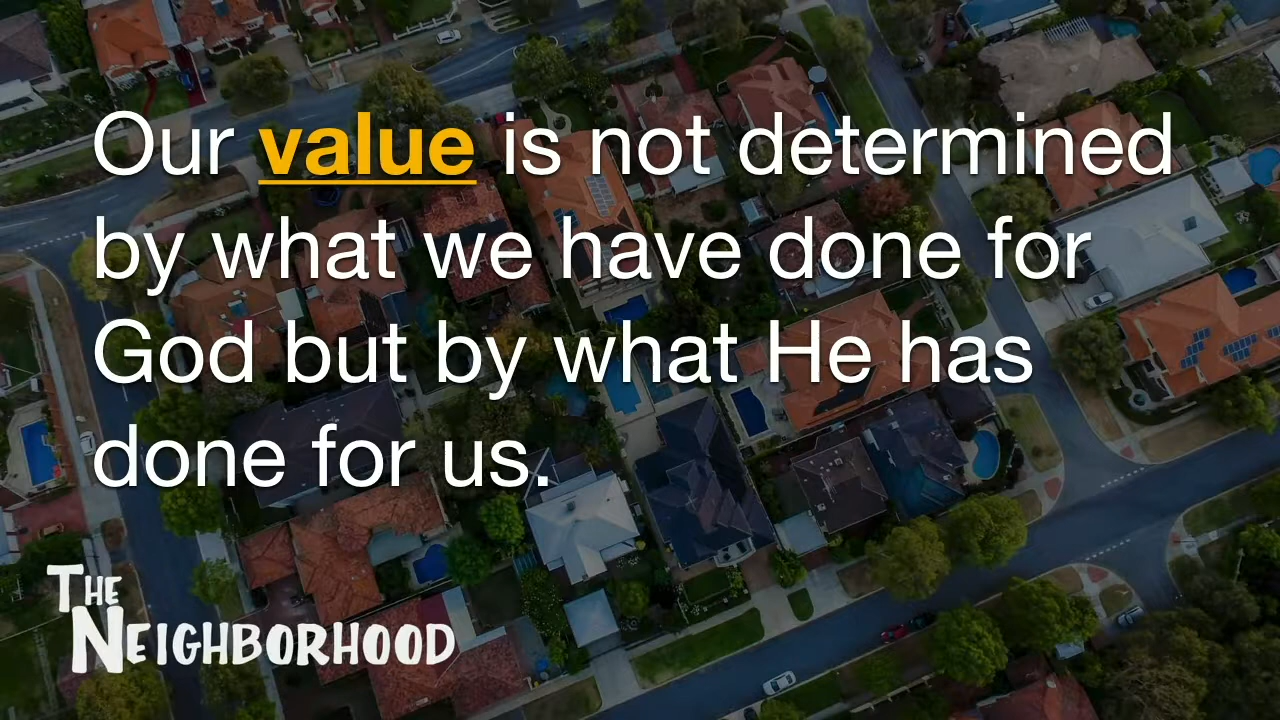 Our value is not determined
by what we have done for
God but by what He has
done for us.
THE
NEIGHBORHOOD